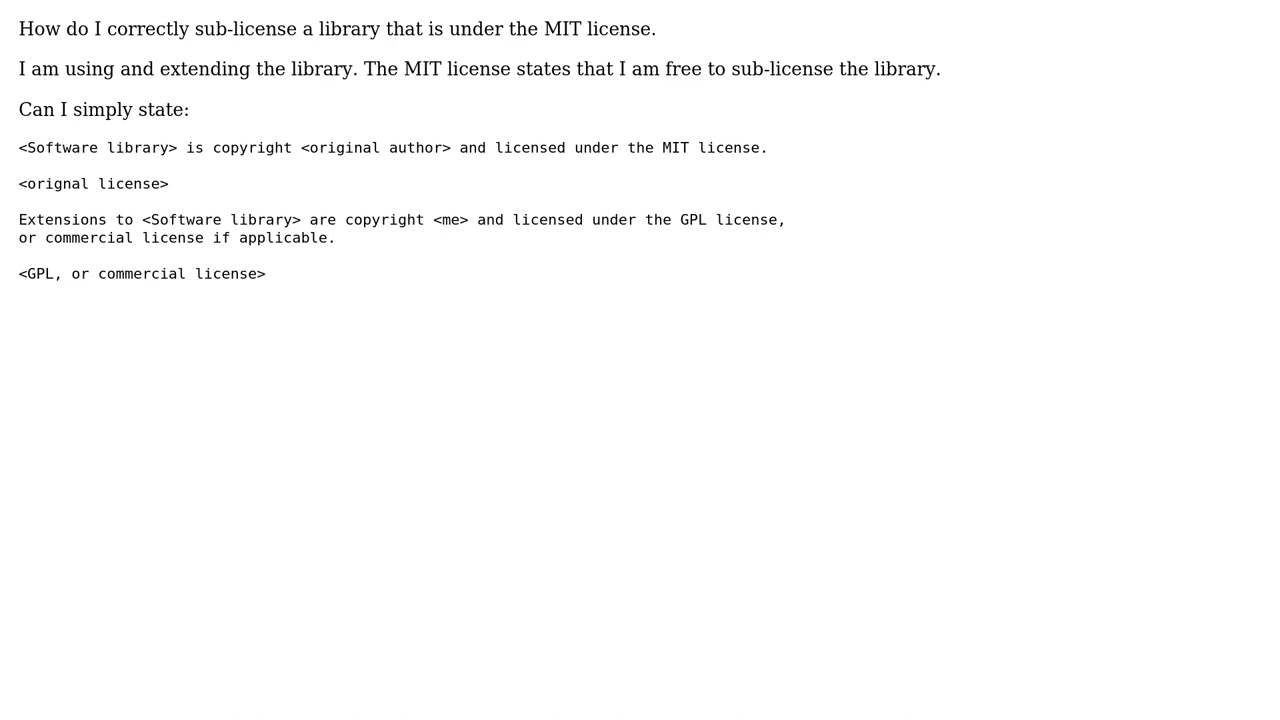 How do I correctly sub-license a library that is under the MIT license.
I am using and extending the library. The MIT license states that I am free to sub-license the library.
Can I simply state:
<Software library> is copyright <original author> and licensed under the MIT license.
<orignal license>
Extensions to <Software library> are copyright <me> and licensed under the GPL license,
or commercial license if applicable.
<GPL, or commercial license>